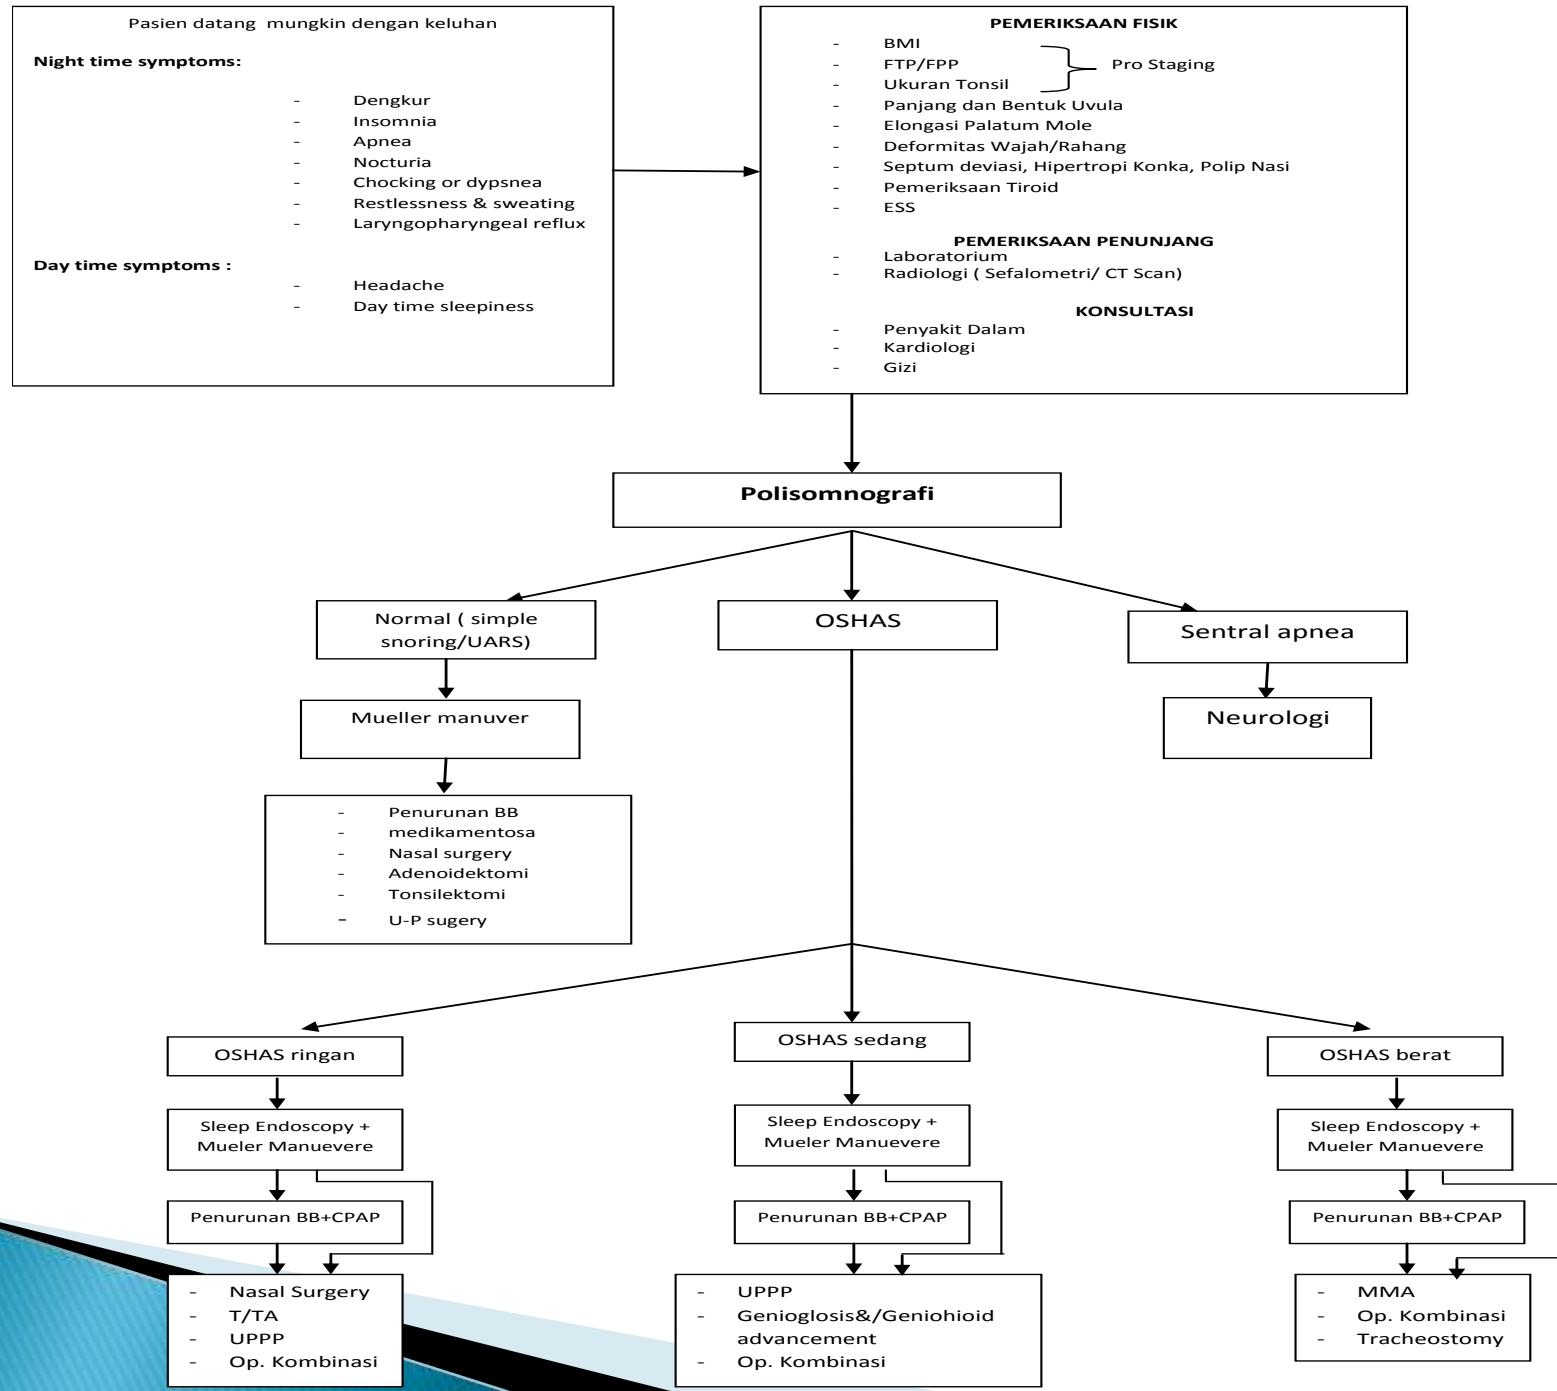 Pasien datang mungkin dengan keluhan
Night time symptoms:
- Dengkur
- Insomnia
- Apnea
- Nocturia
- Chocking or dypsnea
- Restlessness & sweating
- Laryngopharyngeal reflux
Day time symptoms :
- Headache
- Day time sleepiness
PEMERIKSAAN FISIK
- BMI
- FTP/FPP
- Ukuran Tonsil
Pro Staging
- Panjang dan Bentuk Uvula
- Elongasi Palatum Mole
- Deformitas Wajah/Rahang
- Septum deviasi, Hipertropi Konka, Polip Nasi
- Pemeriksaan Tiroid
- ESS
PEMERIKSAAN PENUNJANG
- Laboratorium
- Radiologi ( Sefalometri/ CT Scan)
KONSULTASI
- Penyakit Dalam
- Kardiologi
- Gizi
Polisomnografi
Normal ( simple
snoring/UARS)
OSHAS
Sentral apnea
Mueller manuver
Neurologi
- Penurunan BB
- medikamentosa
- Nasal surgery
- Adenoidektomi
- Tonsilektomi
- U-P sugery
OSHAS ringan
OSHAS sedang
OSHAS berat
Sleep Endoscopy +
Mueler Manuevere
Sleep Endoscopy +
Mueler Manuevere
Sleep Endoscopy +
Mueler Manuevere
Penurunan BB+CPAP
Penurunan BB+CPAP
Penurunan BB+CPAP
- Nasal Surgery
- T/TA
- UPPP
- Op. Kombinasi
- UPPP
- Genioglosis&/Geniohioid
advancement
- Op. Kombinasi
- MMA
- Op. Kombinasi
- Tracheostomy